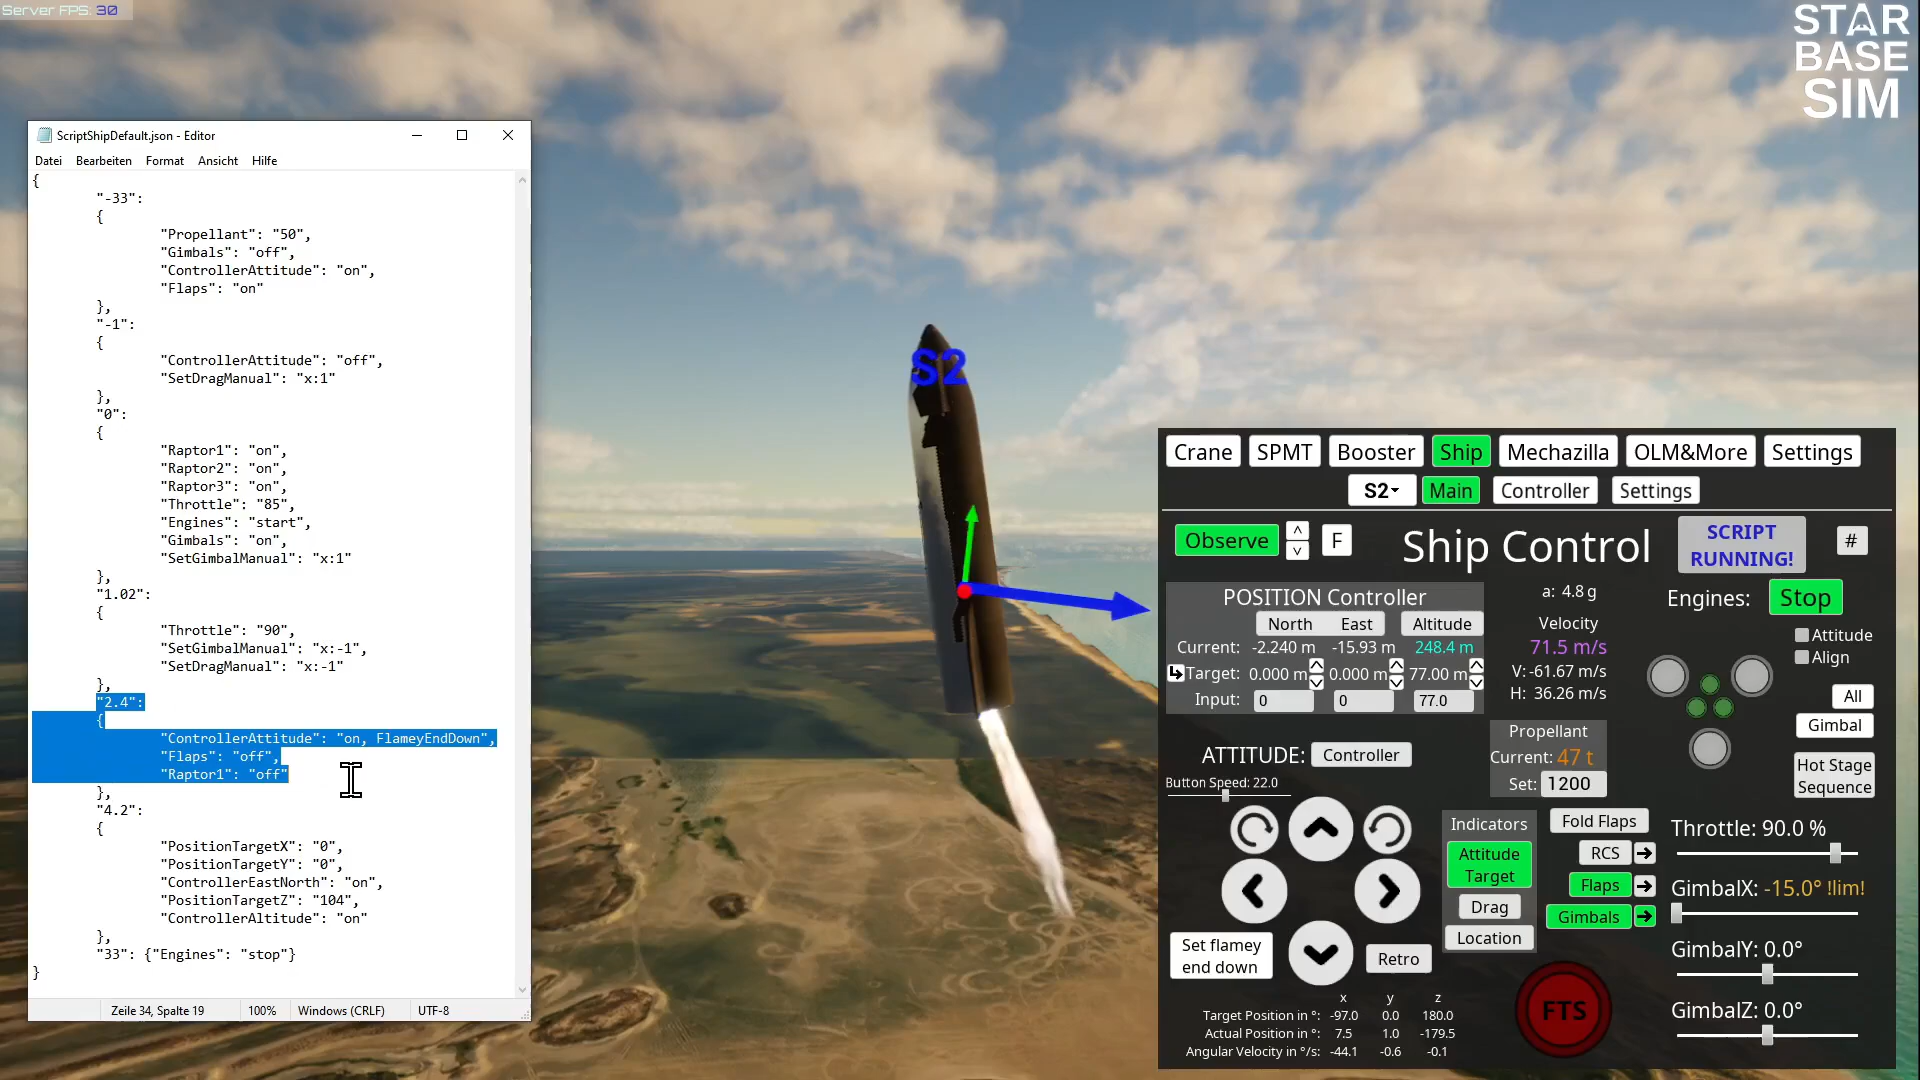 Server FPS: 30
STAR
BASE
SIM
ScriptShipDefault.json - Editor
Datei Bearbeiten Format Ansicht Hilfe
{
"-33":
{
"Propellant": "50",
"Gimbals": "off",
"ControllerAttitude": "on",
"Flaps": "on"
},
"-1":
{
"ControllerAttitude": "off",
"SetDragManual": "x:1"
},
"0":
{
"Raptor1": "on",
"Raptor2": "on",
"Raptor3": "on",
"Throttle": "85",
"Engines": "start",
"Gimbals": "on",
"SetGimbalManual": "x:1"
},
"1.02":
{
"Throttle": "90",
"SetGimbalManual": "x:-1",
"SetDragManual": "x:-1"
},
"2.4":
{
"ControllerAttitude": "on, FlameyEndDown",
"Flaps": "off",
"Raptor1": "off"
},
"4.2":
{
"PositionTargetX": "0",
"PositionTargetY": "0",
"ControllerEastNorth": "on",
"PositionTargetZ": "104",
"ControllerAltitude": "on"
},
"33": {"Engines": "stop"}
}
Zeile 34, Spalte 19 100% Windows (CRLF) UTF-8
S2
Crane SPMT Booster Ship Mechazilla OLM&More Settings
S2 Main Controller Settings
Observe ^ v F Ship Control SCRIPT RUNNING! #
POSITION Controller
North East Altitude
Current: -2.240 m -15.93 m 248.4 m
Target: 0.000 m 0.000 m 77.00 m
Input: 0 0 77.0
a: 4.8 g
Velocity
71.5 m/s
V: -61.67 m/s
H: 36.26 m/s
Engines: Stop
Attitude
Align
All
Gimbal
Hot Stage
Sequence
Propellant
Current: 47 t
Set: 1200
ATTITUDE: Controller
Button Speed: 22.0
Indicators
Attitude
Target
Drag
Location
Fold Flaps
RCS
Flaps
Gimbals
Set flamey
end down
Retro
Throttle: 90.0 %
GimbalX: -15.0° !lim!
GimbalY: 0.0°
GimbalZ: 0.0°
FTS
x y z
Target Position in °: -97.0 0.0 180.0
Actual Position in °: 7.5 1.0 -179.5
Angular Velocity in °/s: -44.1 -0.6 -0.1